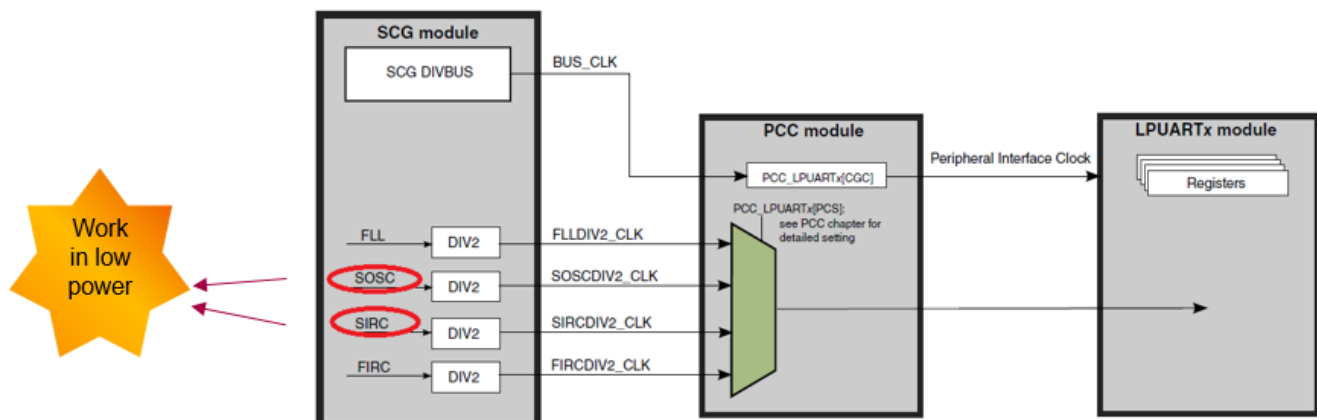 SCG module
SCG DIVBUS
BUS_CLK
PCC module
LPUARTx module
Peripheral Interface Clock
PCC_LPUARTx[CGC]
Registers
PCC_LPUARTx[PCS]:
see PCC chapter for
detailed setting
Work
in low
power
FLL
DIV2
FLLDIV2_CLK
SOSC
DIV2
SOSCDIV2_CLK
SIRC
DIV2
SIRCDIV2_CLK
FIRC
DIV2
FIRCDIV2_CLK